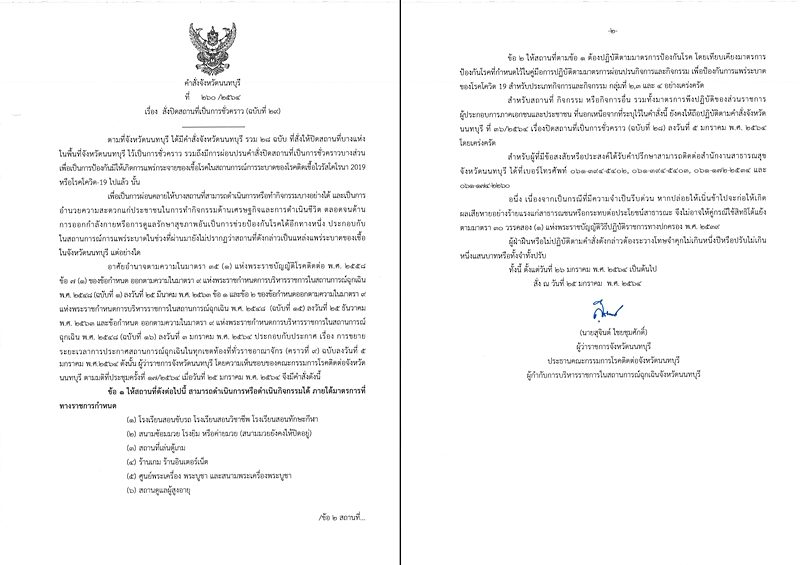 คำสั่งจังหวัดนนทบุรี
ที่ ๒๖๐ /๒๕๖๔
เรื่อง สั่งปิดสถานที่เป็นการชั่วคราว (ฉบับที่ ๒๙)
ตามที่จังหวัดนนทบุรี ได้มีคำสั่งจังหวัดนนทบุรี รวม ๒๘ ฉบับ ที่สั่งให้ปิดสถานที่บางแห่ง
ในพื้นที่จังหวัดนนทบุรี ไว้เป็นการชั่วคราว รวมถึงมีการผ่อนปรนคำสั่งปิดสถานที่เป็นการชั่วคราวบางส่วน
เพื่อเป็นการป้องกันมิให้เกิดการแพร่กระจายของเชื้อโรคในสถานการณ์การระบาดของโรคติดเชื้อไวรัสโคโรนา 2019
หรือโรคโควิด-19 ไปแล้ว นั้น
เพื่อเป็นการผ่อนคลายให้บางสถานที่สามารถดำเนินการหรือทำกิจกรรมบางอย่างได้ และเป็นการ
อำนวยความสะดวกแก่ประชาชนในการทำกิจกรรมด้านเศรษฐกิจและการดำเนินชีวิต ตลอดจนด้าน
การออกกำลังกายหรือการดูแลรักษาสุขภาพอันเป็นการช่วยป้องกันโรคได้อีกทางหนึ่ง ประกอบกับ
ในสถานการณ์การแพร่ระบาดในช่วงที่ผ่านมายังไม่ปรากฏว่าสถานที่ดังกล่าวเป็นแหล่งแพร่ระบาดของเชื้อ
ในจังหวัดนนทบุรี แต่อย่างใด
อาศัยอำนาจตามความในมาตรา ๓๕ (๑) แห่งพระราชบัญญัติโรคติดต่อ พ.ศ. ๒๕๕๘
ข้อ ๗ (๑) ของข้อกำหนด ออกตามความในมาตรา ๙ แห่งพระราชกำหนดการบริหารราชการในสถานการณ์ฉุกเฉิน
พ.ศ. ๒๕๔๘ (ฉบับที่ ๑) ลงวันที่ ๒๕ มีนาคม พ.ศ. ๒๕๖๓ ข้อ ๑ และข้อ ๒ ของข้อกำหนดออกตามความในมาตรา ๙
แห่งพระราชกำหนดการบริหารราชการในสถานการณ์ฉุกเฉิน พ.ศ. ๒๕๔๘ (ฉบับที่ ๑๕) ลงวันที่ ๒๕ ธันวาคม
พ.ศ. ๒๕๖๓ และข้อกำหนด ออกตามความในมาตรา ๙ แห่งพระราชกำหนดการบริหารราชการในสถานการณ์
ฉุกเฉิน พ.ศ. ๒๕๔๘ (ฉบับที่ ๑๖) ลงวันที่ ๓ มกราคม พ.ศ. ๒๕๖๔ ประกอบกับประกาศ เรื่อง การขยาย
ระยะเวลาการประกาศสถานการณ์ฉุกเฉินในทุกเขตท้องที่ทั่วราชอาณาจักร (คราวที่ ๙) ฉบับลงวันที่ ๕
มกราคม พ.ศ. ๒๕๖๔ ดังนั้น ผู้ว่าราชการจังหวัดนนทบุรี โดยความเห็นชอบของคณะกรรมการโรคติดต่อจังหวัด
นนทบุรี ตามมติที่ประชุมครั้งที่ ๑๗/๒๕๖๔ เมื่อวันที่ ๒๕ มกราคม พ.ศ. ๒๕๖๔ จึงมีคำสั่งดังนี้
ข้อ ๑ ให้สถานที่ดังต่อไปนี้ สามารถดำเนินการหรือดำเนินกิจกรรมได้ ภายใต้มาตรการที่
ทางราชการกำหนด
(๑) โรงเรียนสอนขับรถ โรงเรียนสอนวิชาชีพ โรงเรียนสอนทักษะกีฬา
(๒) สนามซ้อมมวย โรงยิม หรือค่ายมวย (สนามมวยยังคงให้ปิดอยู่)
(๓) สถานที่เล่นตู้เกม
(๔) ร้านเกม ร้านอินเตอร์เน็ต
(๕) ศูนย์พระเครื่อง พระบูชา และสนามพระเครื่องพระบูชา
(๖) สถานดูแลผู้สูงอายุ
/ข้อ ๒ สถานที่...
-๒-
ข้อ ๒ ให้สถานที่ตามข้อ ๑ ต้องปฏิบัติตามมาตรการป้องกันโรค โดยเทียบเคียงมาตรการ
ป้องกันโรคที่กำหนดไว้ในคู่มือการปฏิบัติตามมาตรการผ่อนปรนกิจการและกิจกรรม เพื่อป้องกันการแพร่ระบาด
ของโรคโควิด 19 สำหรับประเภทกิจการและกิจกรรม กลุ่มที่ ๒,๓ และ ๔ อย่างเคร่งครัด
สำหรับสถานที่ กิจกรรม หรือกิจการอื่น รวมทั้งมาตรการพึงปฏิบัติของส่วนราชการ
ผู้ประกอบการภาคเอกชนและประชาชน ที่นอกเหนือจากที่ระบุไว้ในคำสั่งนี้ ยังคงให้ถือปฏิบัติตามคำสั่งจังหวัด
นนทบุรี ที่ ๓๖/๒๕๖๔ เรื่องปิดสถานที่เป็นการชั่วคราว (ฉบับที่ ๒๘) ลงวันที่ ๕ มกราคม พ.ศ. ๒๕๖๔
โดยเคร่งครัด
สำหรับผู้ที่มีข้อสงสัยหรือประสงค์ได้รับคำปรึกษาสามารถติดต่อสำนักงานสาธารณสุข
จังหวัดนนทบุรี ได้ที่เบอร์โทรศัพท์ ๐๖๑-๓๙๔-๕๔๐๒, ๐๖๑-๓๙๔-๕๔๐๓, และ
อนึ่ง เนื่องจากเป็นกรณีที่มีความจำเป็นรีบด่วน หากปล่อยให้เนิ่นช้าไปจะก่อให้เกิด
ผลเสียหายอย่างร้ายแรงแก่สาธารณชนหรือกระทบต่อประโยชน์สาธารณะ จึงไม่อาจให้คู่กรณีใช้สิทธิโต้แย้ง
ตามมาตรา ๓๐ วรรคสอง (๑) แห่งพระราชบัญญัติวิธีปฏิบัติราชการทางปกครอง พ.ศ. ๒๕๓๙
ผู้ฝ่าฝืนหรือไม่ปฏิบัติตามคำสั่งดังกล่าวต้องระวางโทษจำคุกไม่เกินหนึ่งปีหรือปรับไม่เกิน
หนึ่งแสนบาทหรือทั้งจำทั้งปรับ
ทั้งนี้ ตั้งแต่วันที่ ๒๖ มกราคม พ.ศ. ๒๕๖๔ เป็นต้นไป
สั่ง ณ วันที่ ๒๕ มกราคม พ.ศ. ๒๕๖๔
(นายสุจินต์ ไชยชุมศักดิ์)
ผู้ว่าราชการจังหวัดนนทบุรี
ประธานคณะกรรมการโรคติดต่อจังหวัดนนทบุรี
ผู้กำกับการบริหารราชการในสถานการณ์ฉุกเฉินจังหวัดนนทบุรี